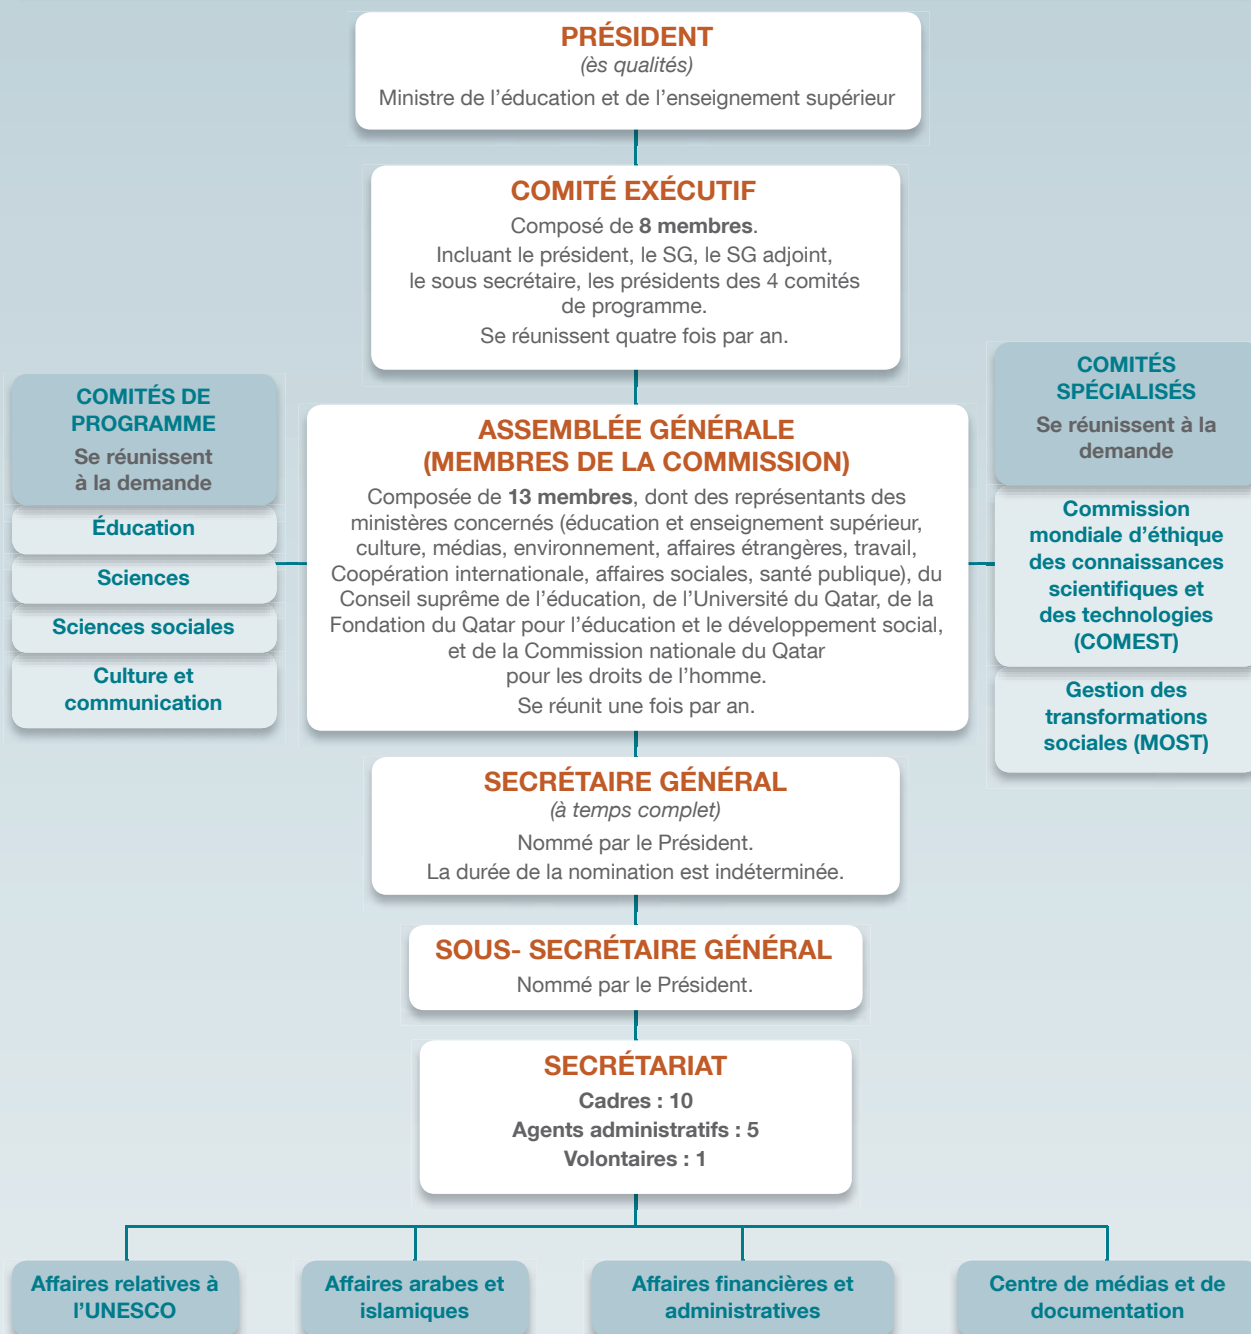 PRÉSIDENT
(ès qualités)
Ministre de l’éducation et de l’enseignement supérieur
COMITÉ EXÉCUTIF
Composé de 8 membres.
Incluant le président, le SG, le SG adjoint,
le sous secrétaire, les présidents des 4 comités
de programme.
Se réunissent quatre fois par an.
COMITÉS DE
PROGRAMME
Se réunissent
à la demande
Éducation
Sciences
Sciences sociales
Culture et
communication
ASSEMBLÉE GÉNÉRALE
(MEMBRES DE LA COMMISSION)
Composée de 13 membres, dont des représentants des
ministères concernés (éducation et enseignement supérieur,
culture, médias, environnement, affaires étrangères, travail,
Coopération internationale, affaires sociales, santé publique), du
Conseil suprême de l’éducation, de l’Université du Qatar, de la
Fondation du Qatar pour l’éducation et le développement social,
et de la Commission nationale du Qatar
pour les droits de l’homme.
Se réunit une fois par an.
COMITÉS
SPÉCIALISÉS
Se réunissent à la
demande
Commission
mondiale d’éthique
des connaissances
scientifiques et
des technologies
(COMEST)
Gestion des
transformations
sociales (MOST)
SECRÉTAIRE GÉNÉRAL
(à temps complet)
Nommé par le Président.
La durée de la nomination est indéterminée.
SOUS- SECRÉTAIRE GÉNÉRAL
Nommé par le Président.
SECRÉTARIAT
Cadres : 10
Agents administratifs : 5
Volontaires : 1
Affaires relatives à
l’UNESCO
Affaires arabes et
islamiques
Affaires financières et
administratives
Centre de médias et de
documentation